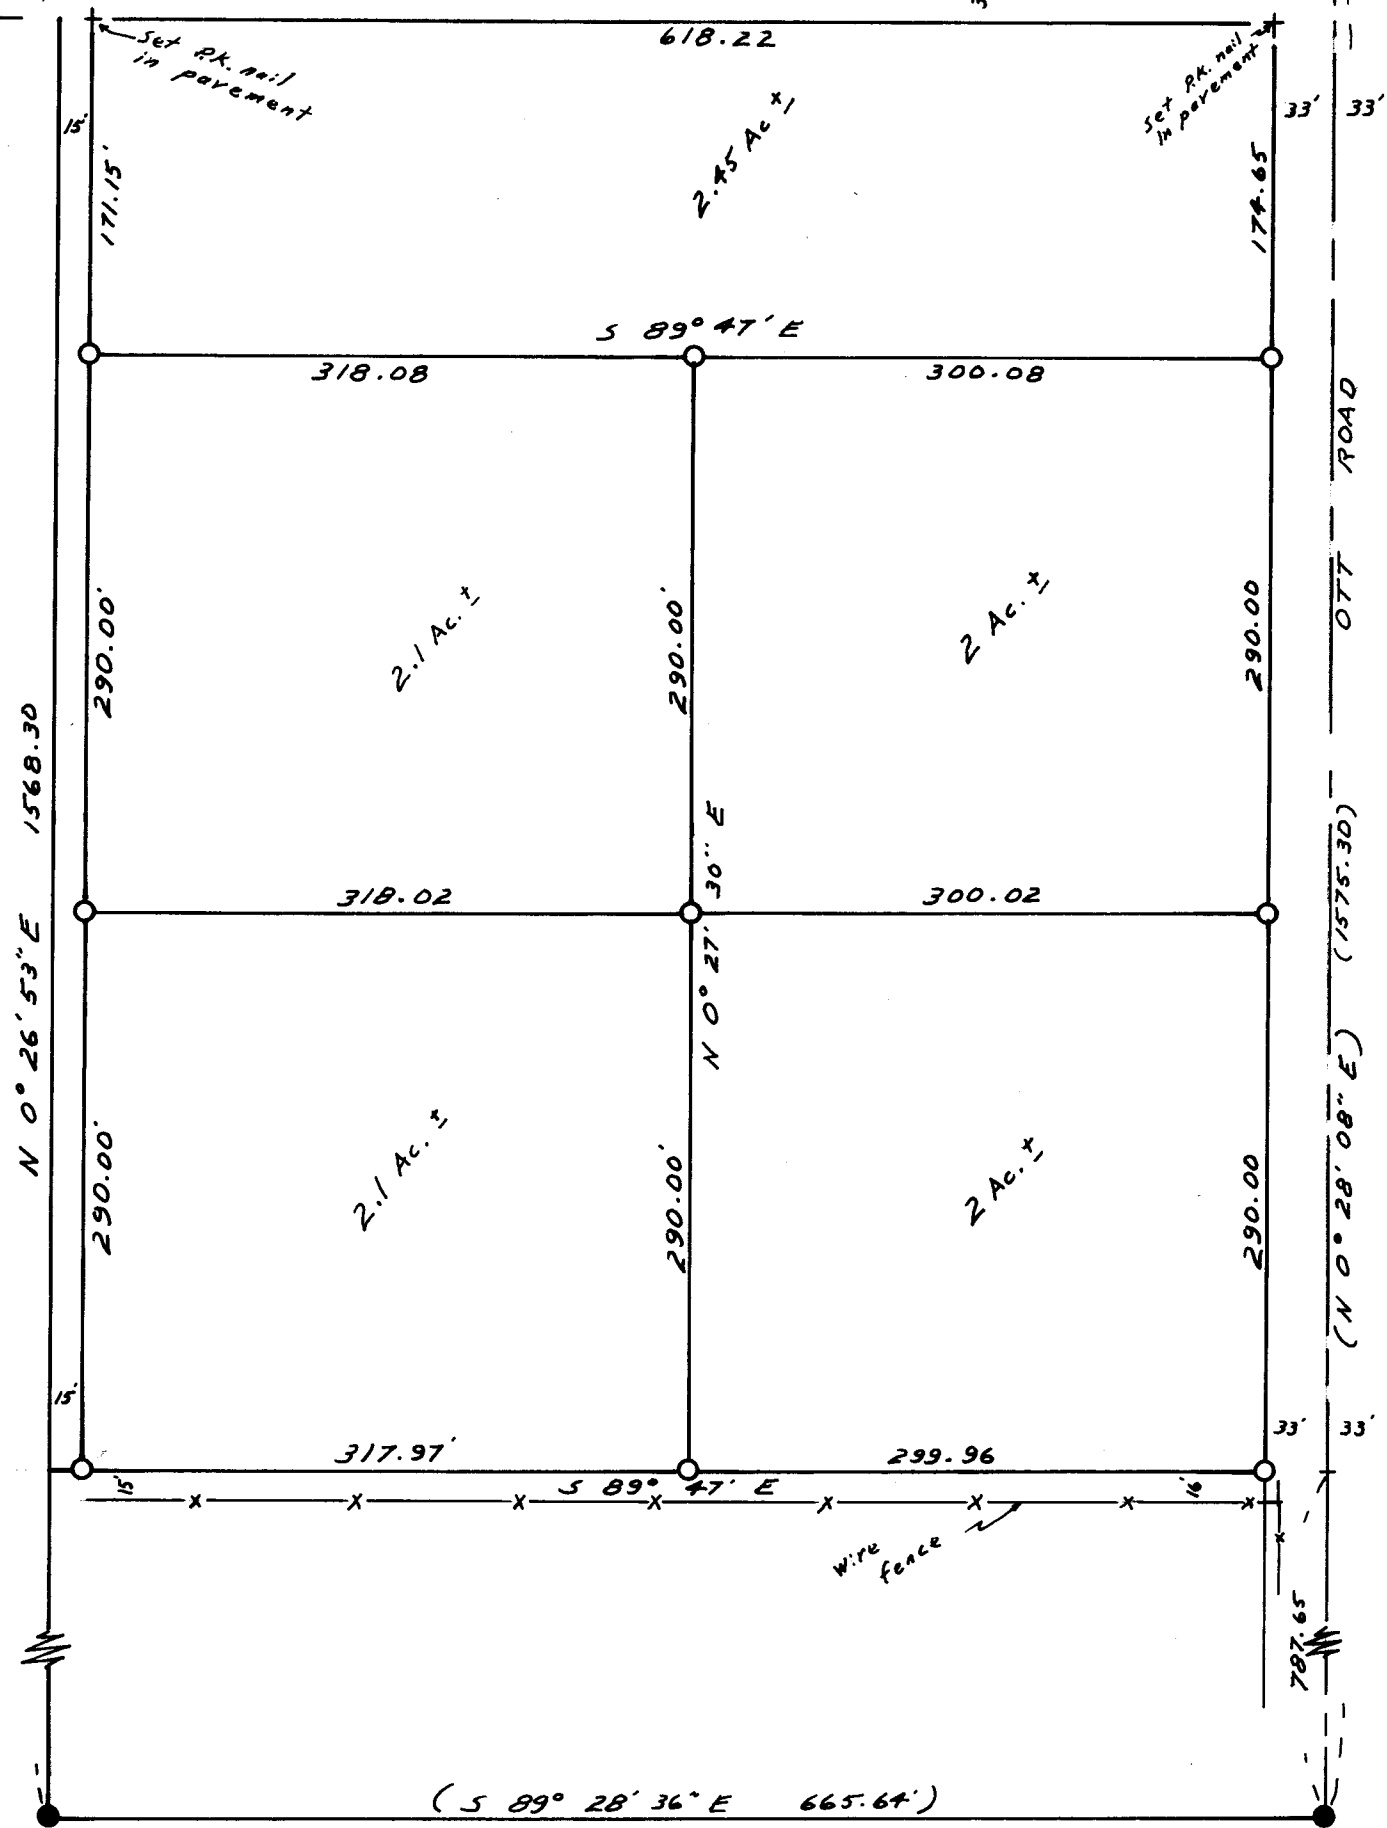 618.22
Set P.K. nail
in pavement
Set P.K. nail
in pavement
15'
33'
33'
171.15'
2.45 Ac ±
174.65
S 89° 47' E
318.08
300.08
OTT ROAD
290.00'
2.1 Ac. ±
290.00'
2 Ac. ±
290.00
N 0° 26' 53" E 1568.30
318.02
300.02
N 0° 27' 30" E
(N 0° 28' 08" E) (1575.30)
290.00'
2.1 Ac. ±
290.00'
2 Ac. ±
290.00
15'
33'
33'
317.97'
299.96
S 89° 47' E
15'
16'
x x x x x x x x
wire
fence
x
787.65
(S 89° 28' 36" E 665.64')